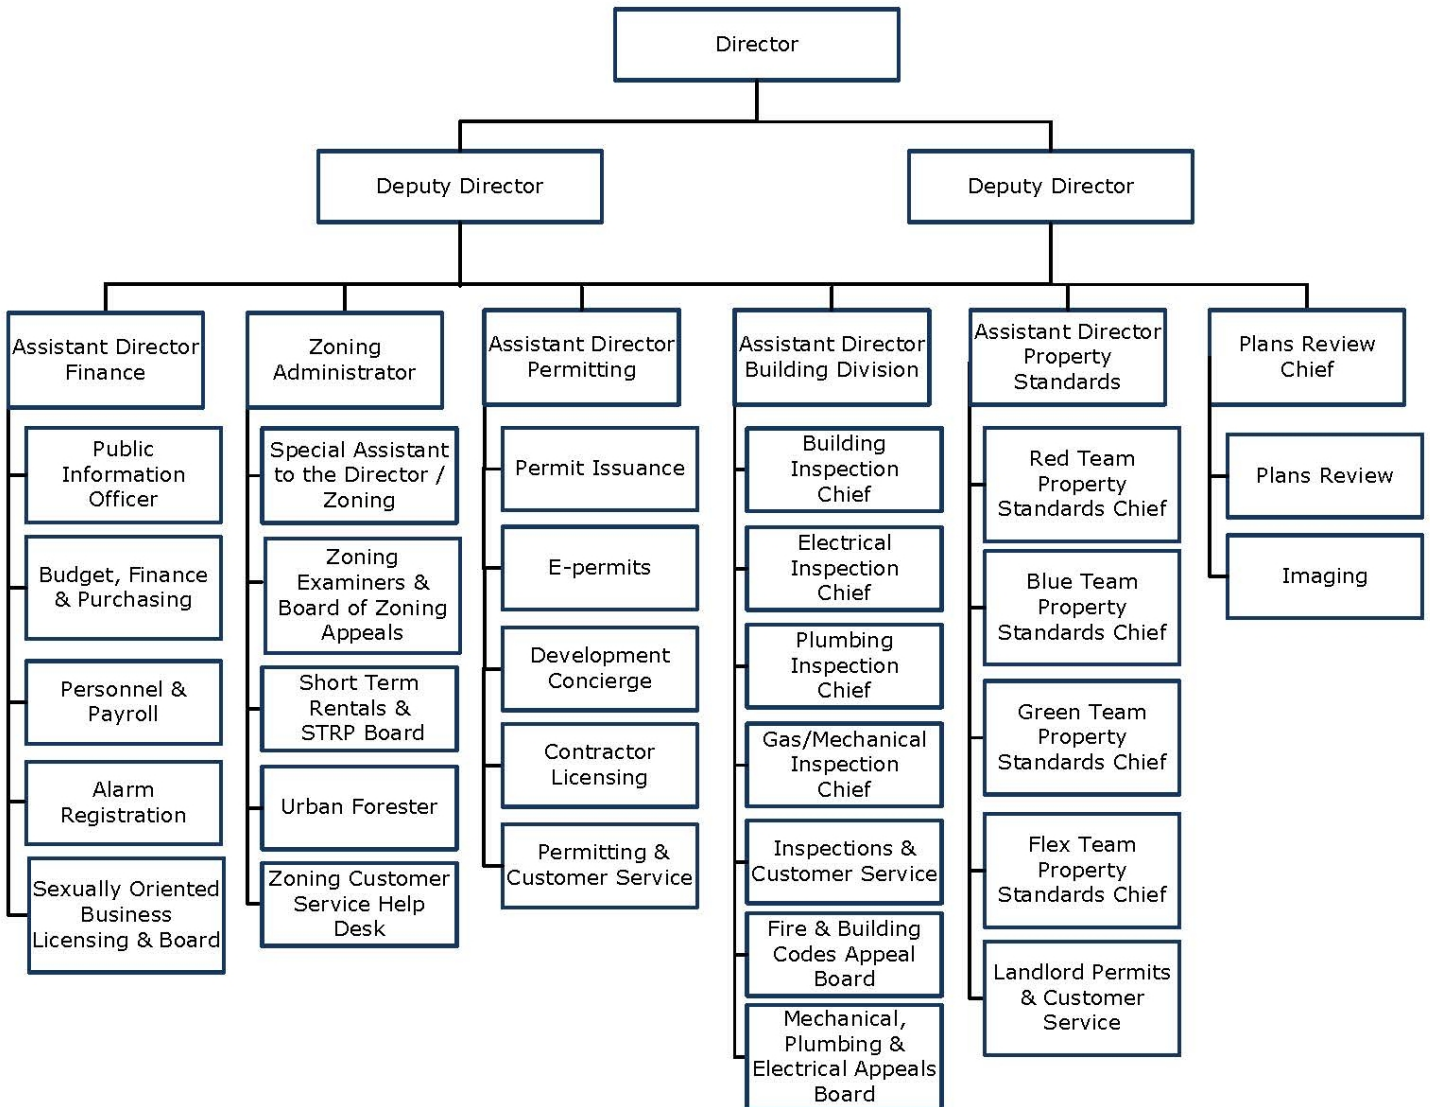 Director
Deputy Director
Deputy Director
Assistant Director
Finance
Public
Information
Officer
Budget, Finance
& Purchasing
Personnel &
Payroll
Alarm
Registration
Sexually Oriented
Business
Licensing & Board
Zoning
Administrator
Special Assistant
to the Director /
Zoning
Zoning
Examiners &
Board of Zoning
Appeals
Short Term
Rentals &
STRP Board
Urban Forester
Zoning Customer
Service Help
Desk
Assistant Director
Permitting
Permit Issuance
E-permits
Development
Concierge
Contractor
Licensing
Permitting &
Customer Service
Assistant Director
Building Division
Building
Inspection
Chief
Electrical
Inspection
Chief
Plumbing
Inspection
Chief
Gas/Mechanical
Inspection
Chief
Inspections &
Customer Service
Fire & Building
Codes Appeal
Board
Mechanical,
Plumbing &
Electrical Appeals
Board
Assistant Director
Property
Standards
Red Team
Property
Standards Chief
Blue Team
Property
Standards Chief
Green Team
Property
Standards Chief
Flex Team
Property
Standards Chief
Landlord Permits
& Customer
Service
Plans Review
Chief
Plans Review
Imaging